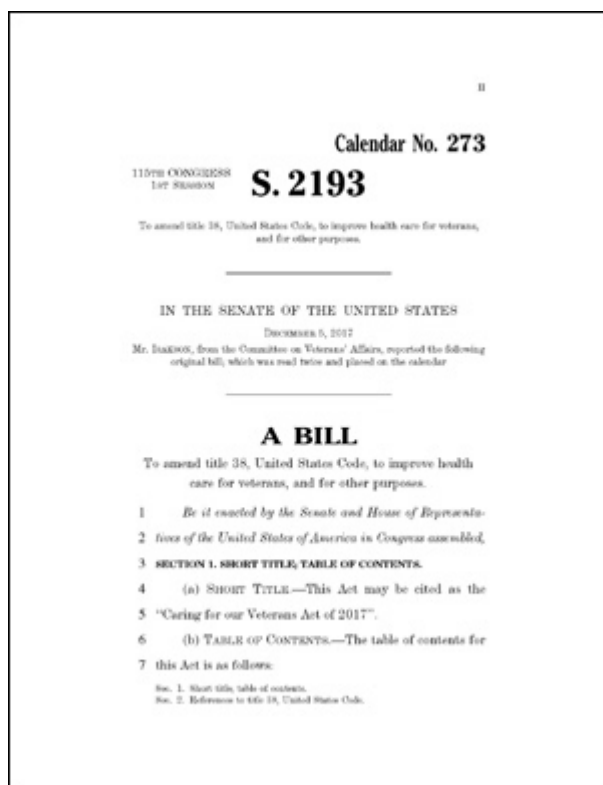 II
Calendar No. 273
115TH CONGRESS
1ST SESSION
S. 2193
To amend title 38, United States Code, to improve health care for veterans,
and for other purposes.
IN THE SENATE OF THE UNITED STATES
DECEMBER 5, 2017
Mr. ISAKSON, from the Committee on Veterans' Affairs, reported the following
original bill; which was read twice and placed on the calendar
A BILL
To amend title 38, United States Code, to improve health
care for veterans, and for other purposes.
1 Be it enacted by the Senate and House of Representa-
2 tives of the United States of America in Congress assembled,
3 SECTION 1. SHORT TITLE; TABLE OF CONTENTS.
4 (a) SHORT TITLE.—This Act may be cited as the
5 "Caring for our Veterans Act of 2017".
6 (b) TABLE OF CONTENTS.—The table of contents for
7 this Act is as follows:
Sec. 1. Short title; table of contents.
Sec. 2. References to title 38, United States Code.